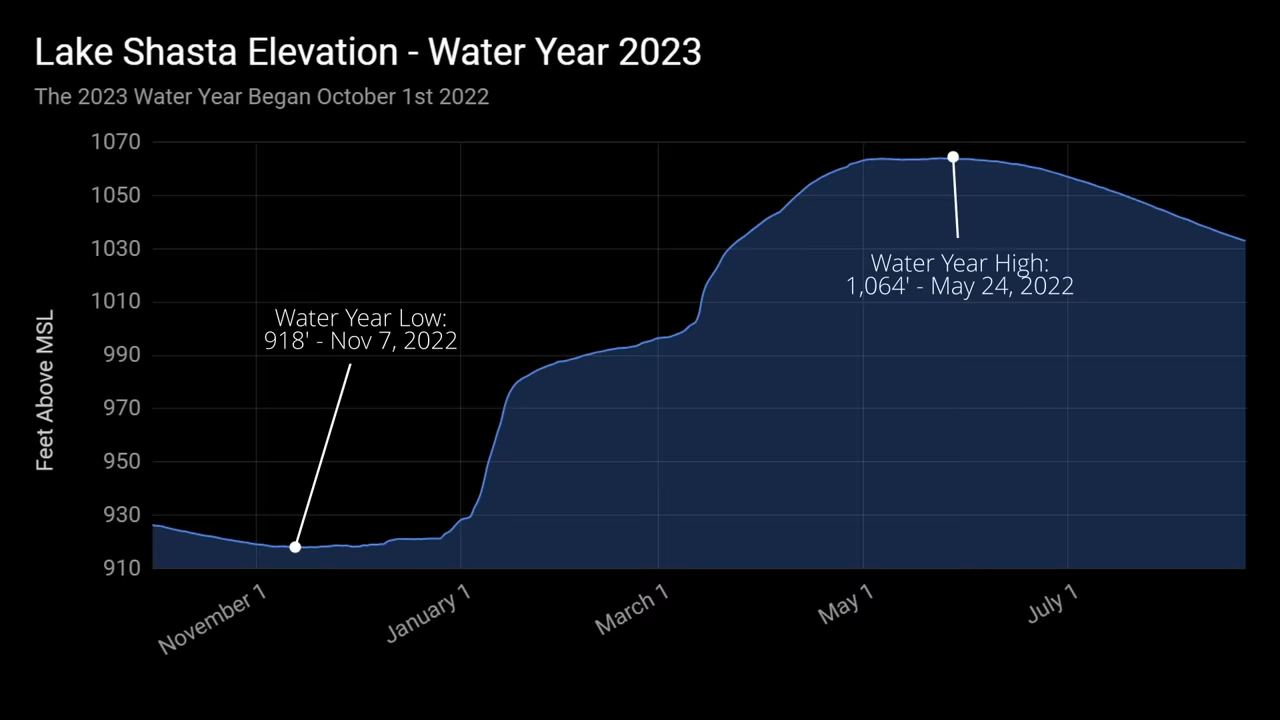 Lake Shasta Elevation - Water Year 2023
The 2023 Water Year Began October 1st 2022
1070
1050
1030
1010
990
970
950
930
910
Feet Above MSL
Water Year Low:
918' - Nov 7, 2022
Water Year High:
1,064' - May 24, 2022
November 1
January 1
March 1
May 1
July 1